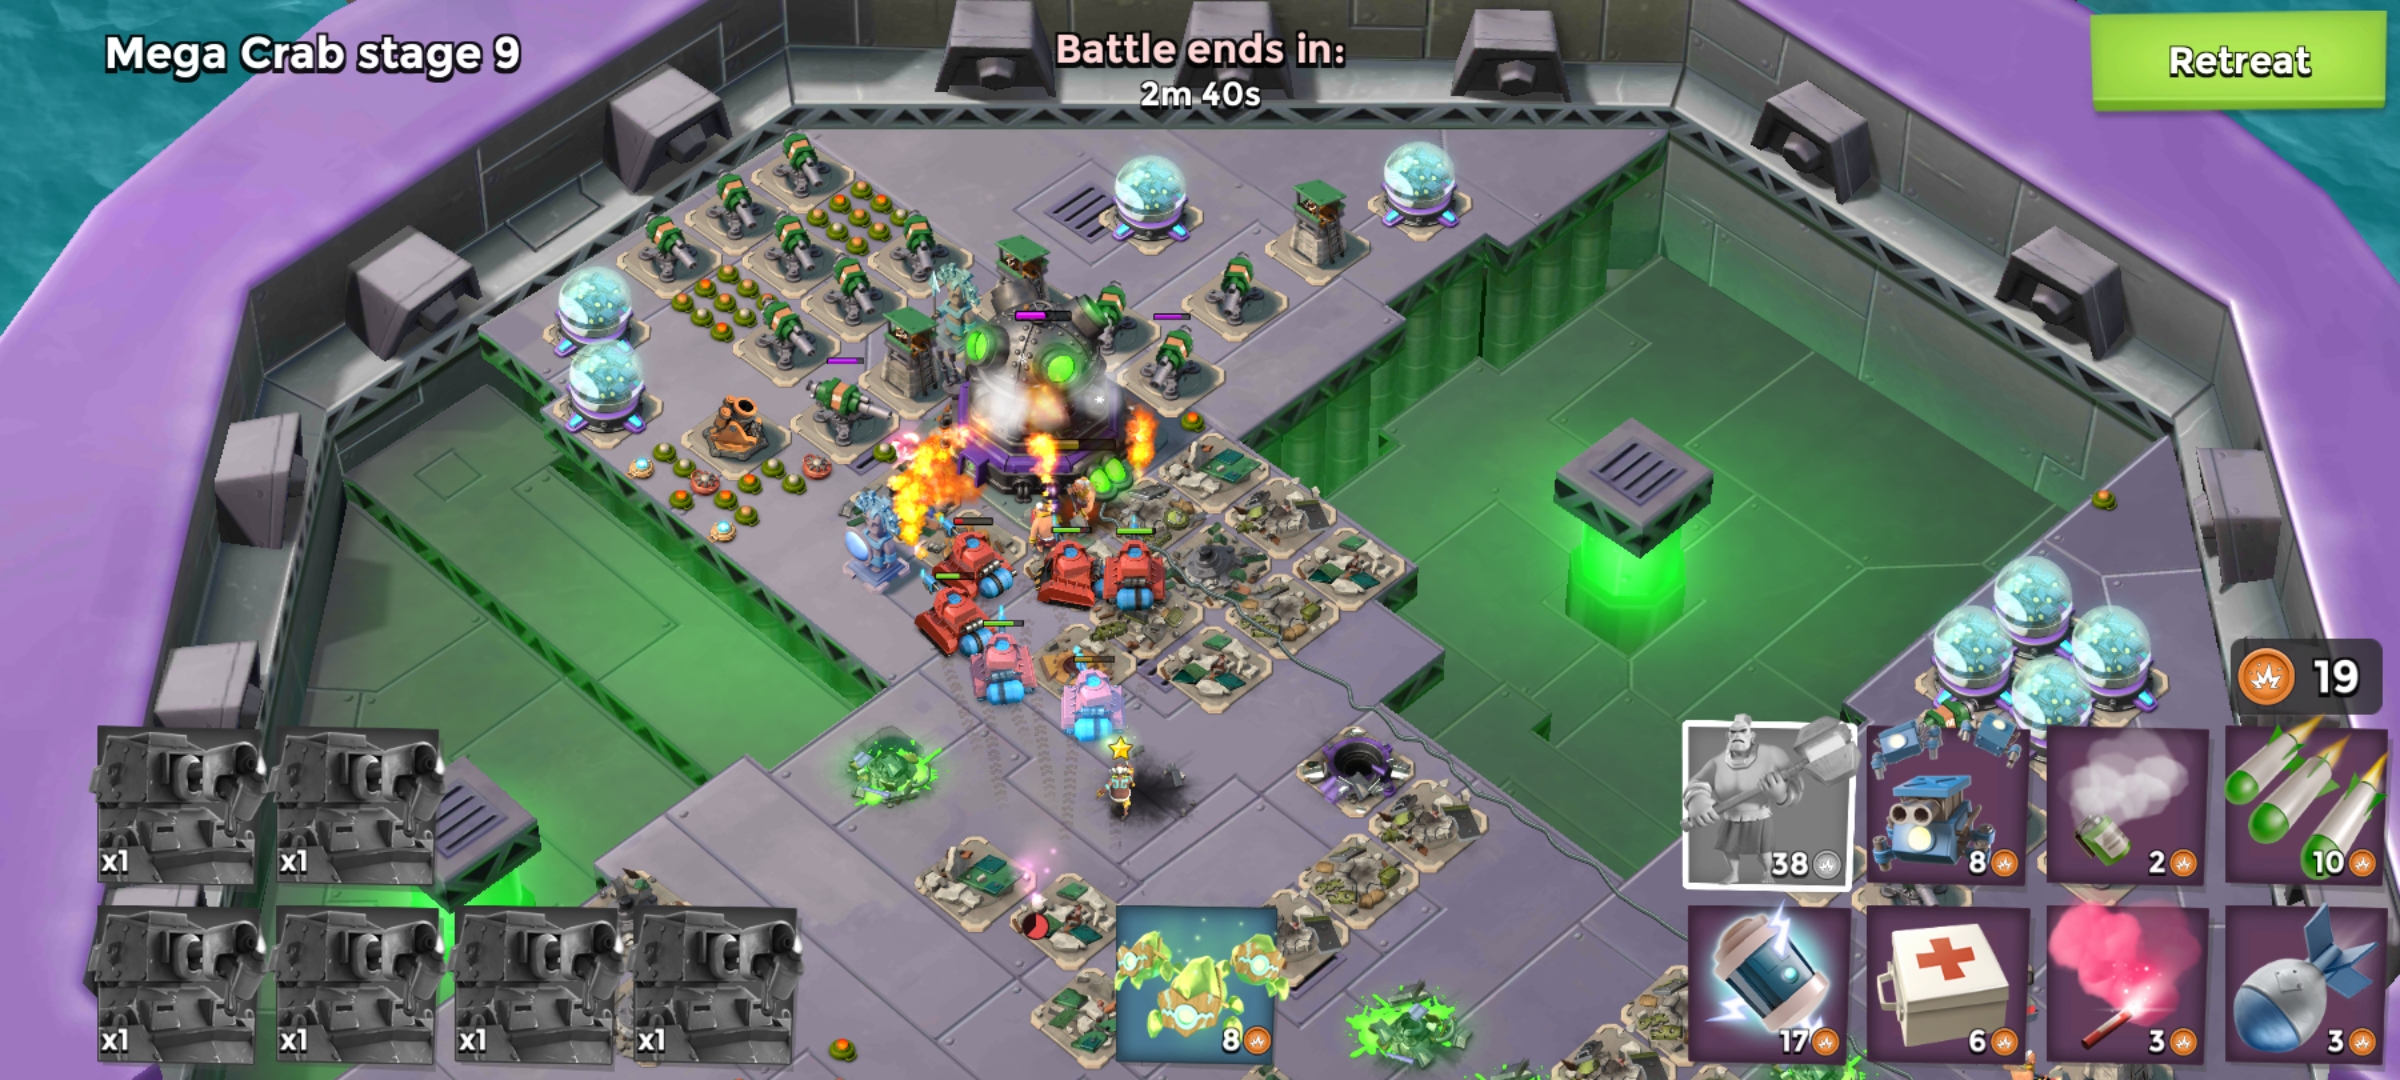 Mega Crab stage 9
Battle ends in:
2m 40s
Retreat
19
x1
x1
38
8
2
10
x1
x1
x1
x1
8
17
6
3
3